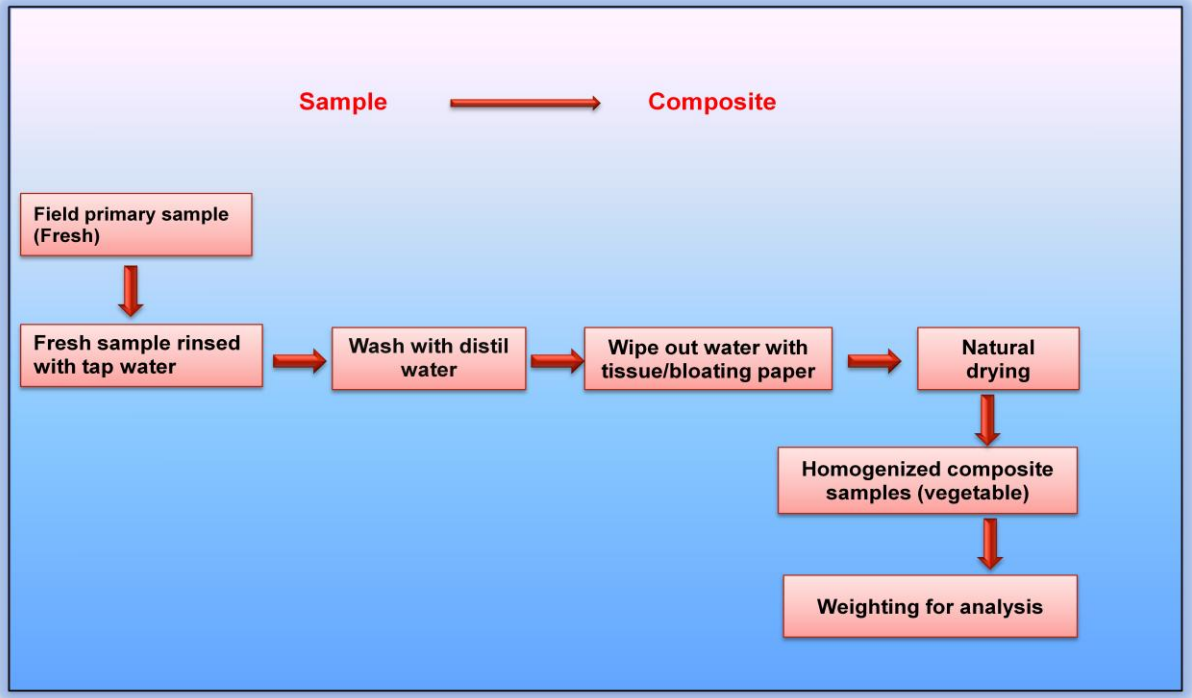 Sample
Composite
Field primary sample
(Fresh)
Fresh sample rinsed
with tap water
Wash with distil
water
Wipe out water with
tissue/bloating paper
Natural
drying
Homogenized composite
samples (vegetable)
Weighting for analysis